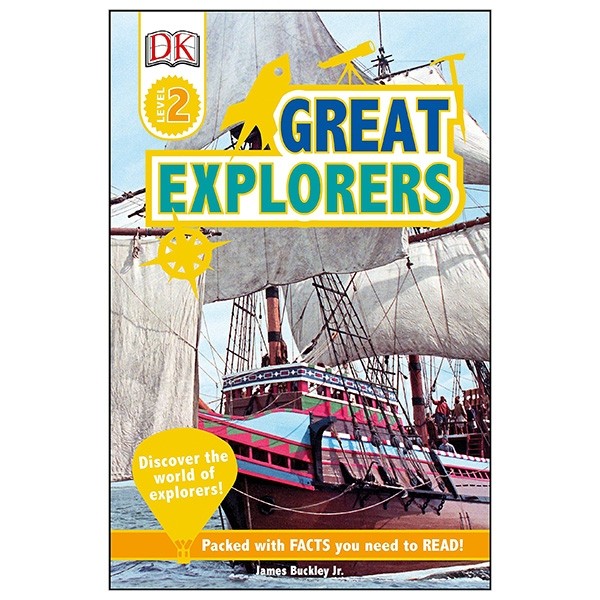 DK
LEVEL 2
GREAT
EXPLORERS
Discover the
world of
explorers!
Packed with FACTS you need to READ!
James Buckley Jr.